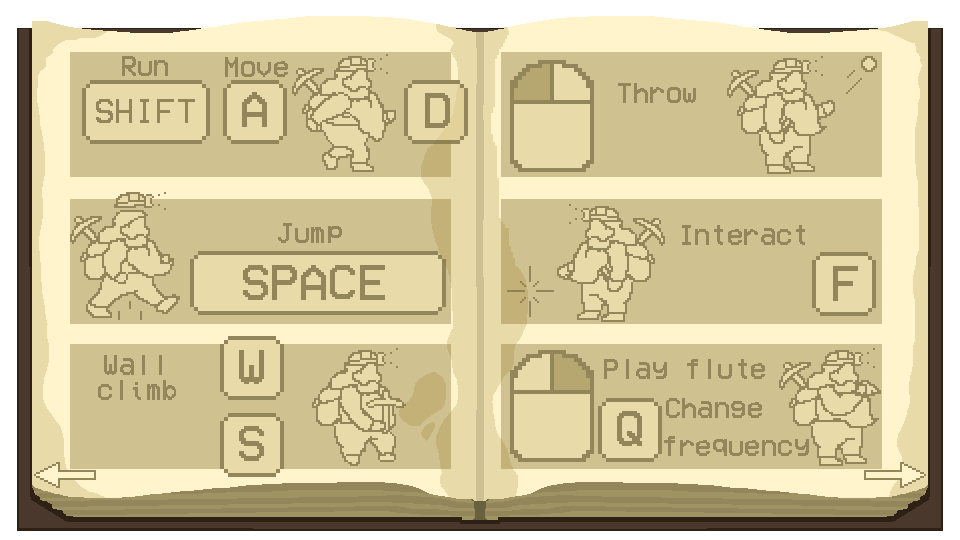 Run
Move
SHIFT
A
D
Jump
SPACE
Wall
climb
W
S
Throw
Interact
F
Play flute
Q
Change
frequency